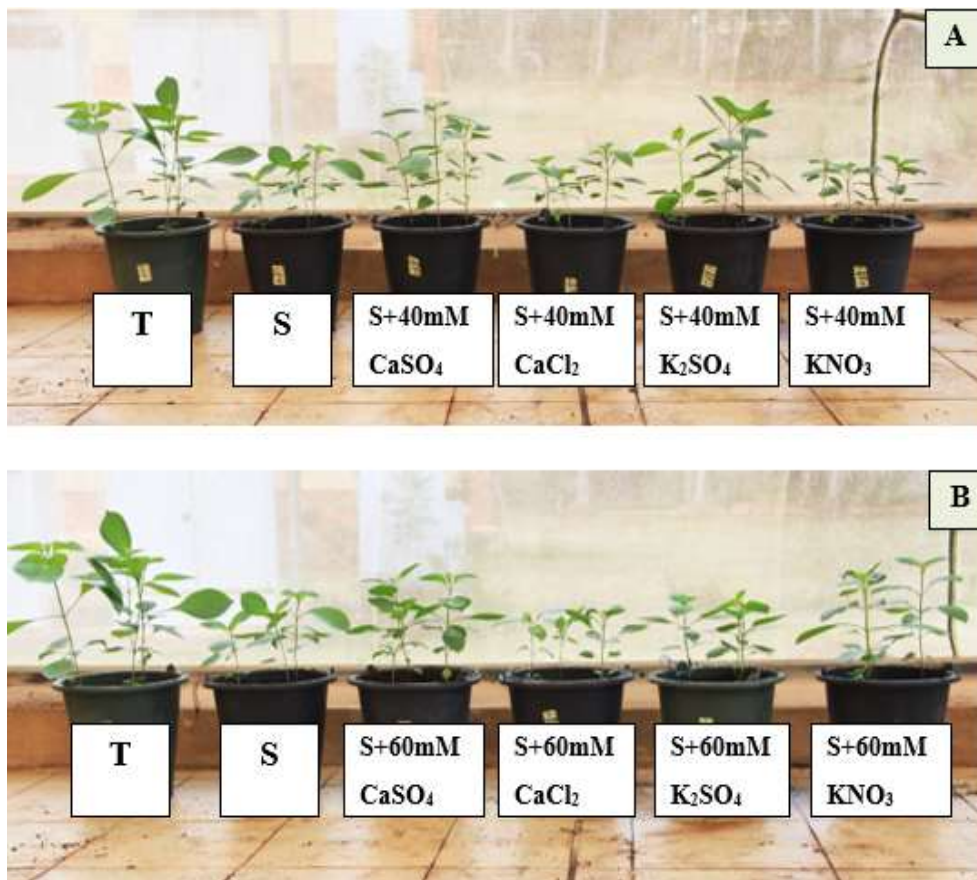 A
T
S
S+40mM
CaSO₄
S+40mM
CaCl₂
S+40mM
K₂SO₄
S+40mM
KNO₃
B
T
S
S+60mM
CaSO₄
S+60mM
CaCl₂
S+60mM
K₂SO₄
S+60mM
KNO₃